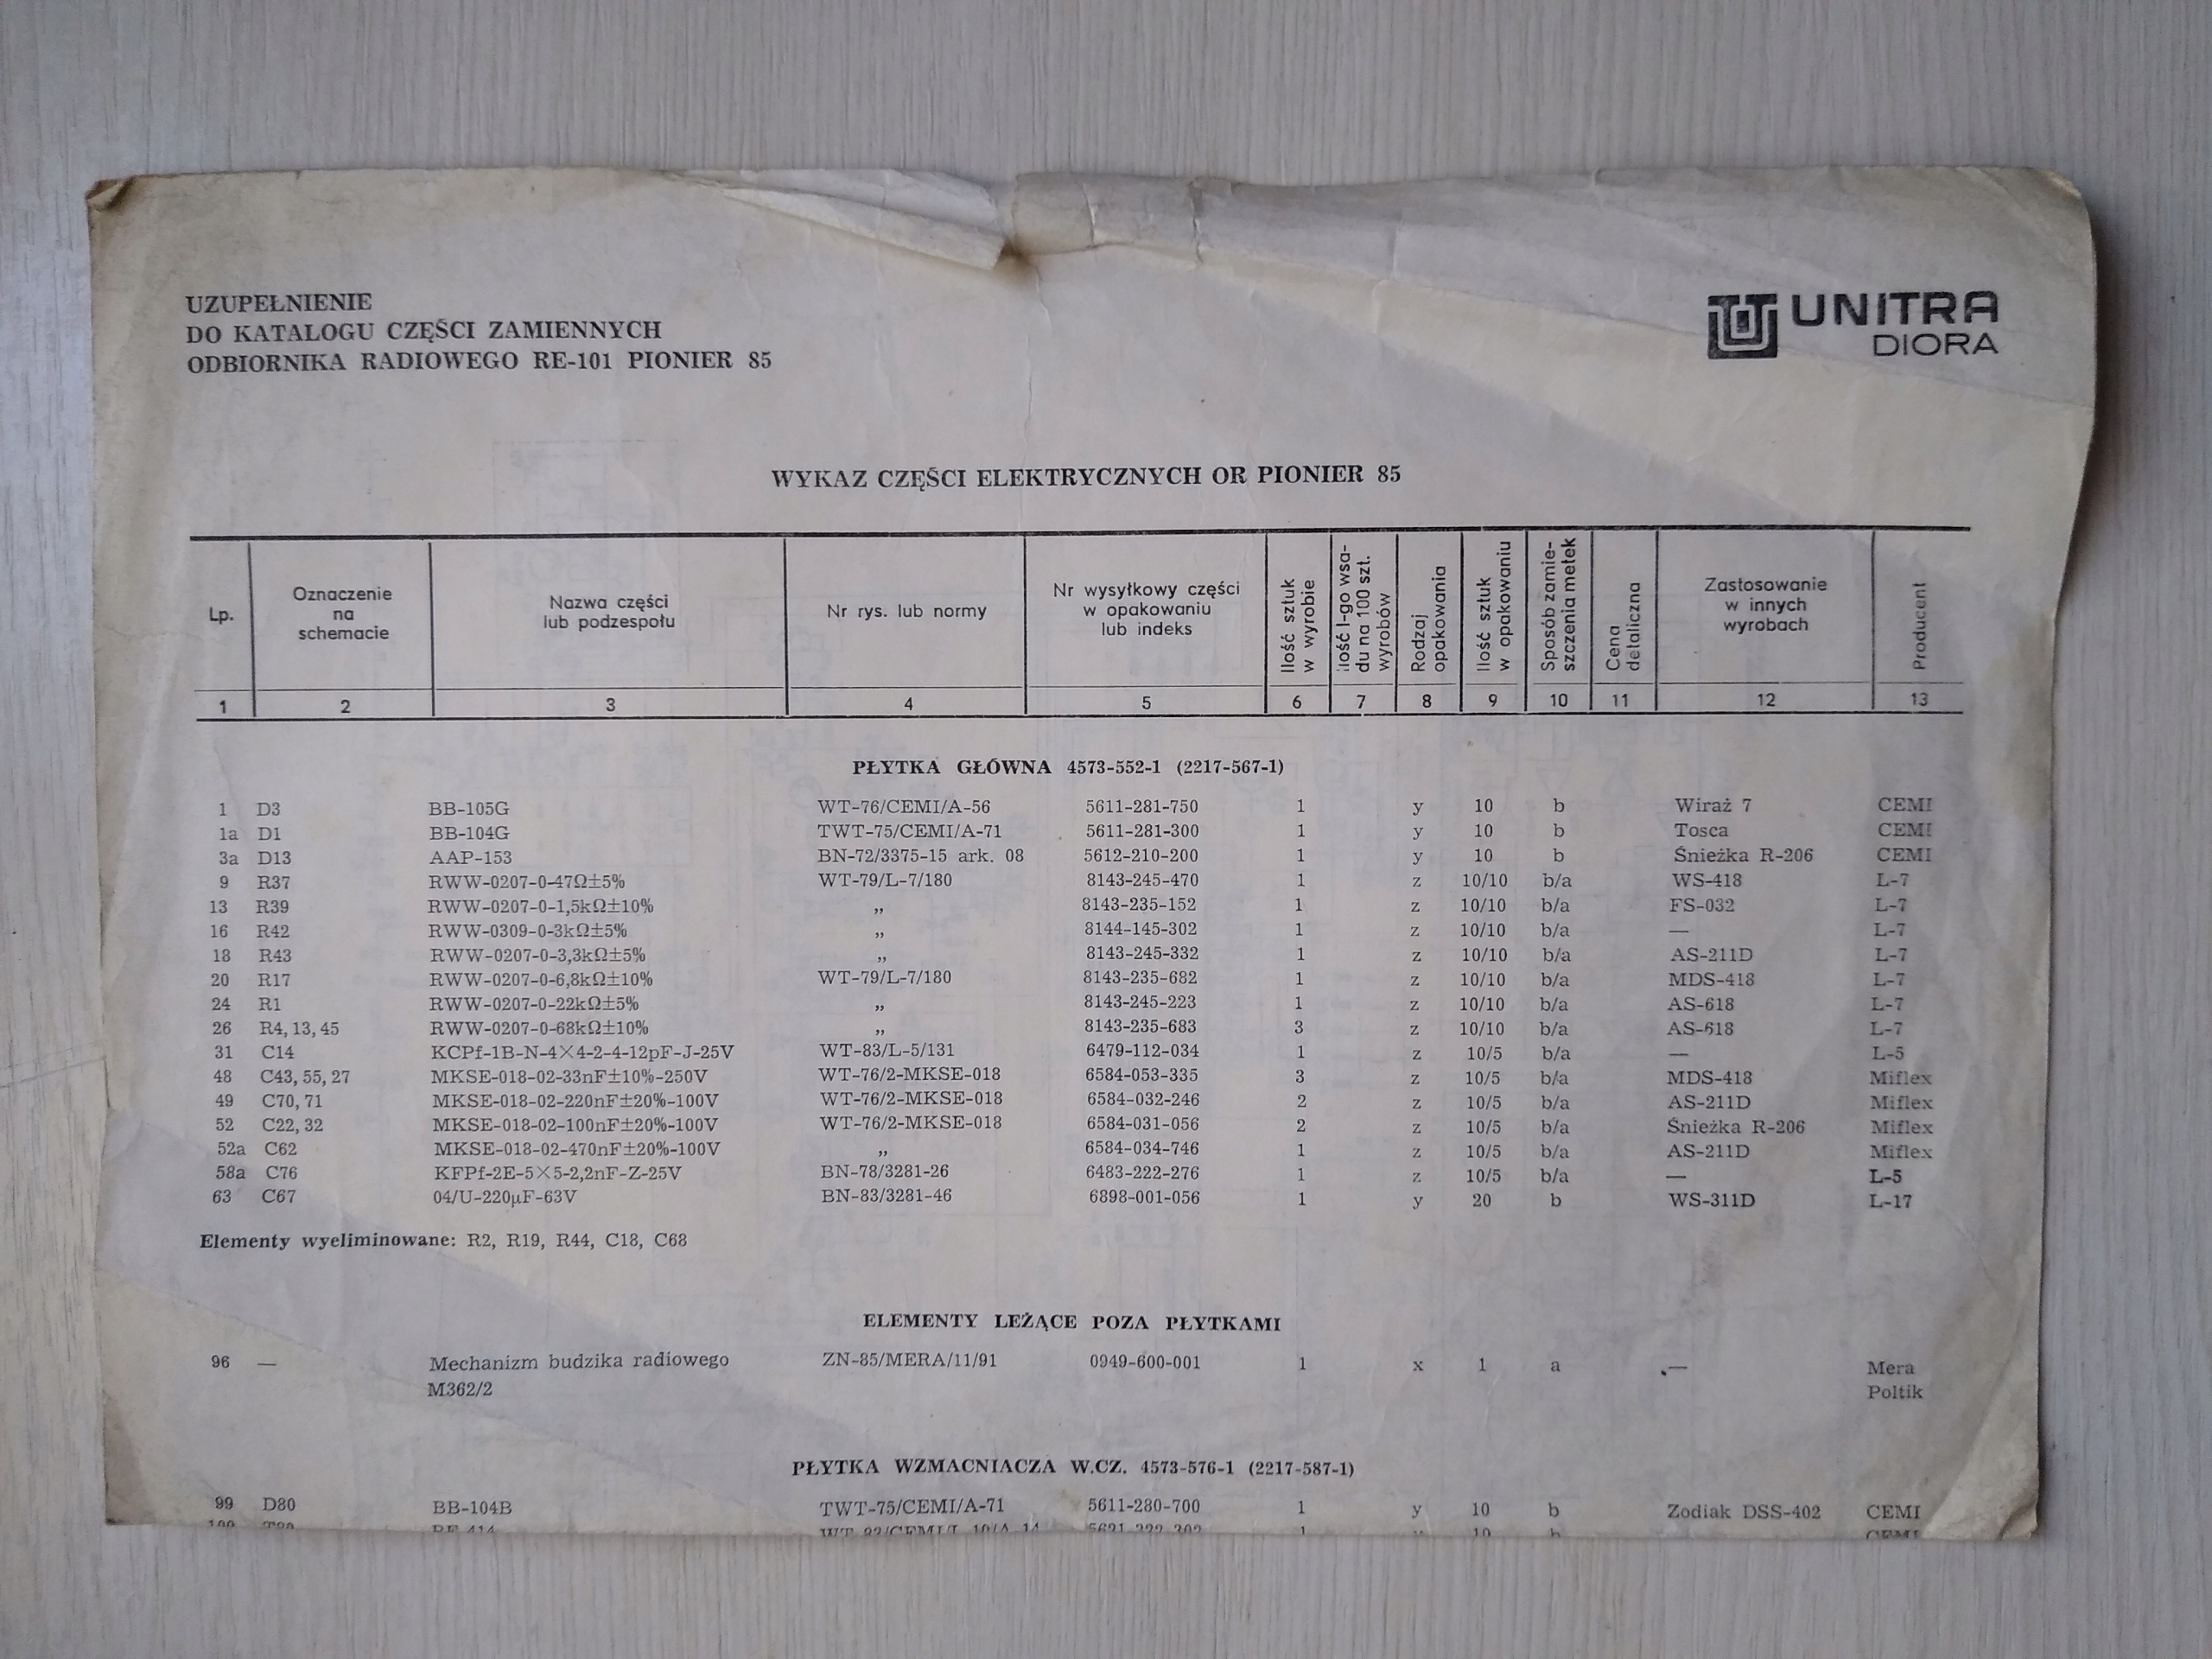 UZUPEŁNIENIE
DO KATALOGU CZĘŚCI ZAMIENNYCH
ODBIORNIKA RADIOWEGO RE-101 PIONIER 85
UNITRA
DIORA
WYKAZ CZĘŚCI ELEKTRYCZNYCH OR PIONIER 85
Lp.
Oznaczenie
na
schemacie
Nazwa części
lub podzespołu
Nr rys. lub normy
Nr wysyłkowy części
w opakowaniu
lub indeks
Ilość sztuk
w wyrobie
Ilość I-go wsa-
du na 100 szt.
wyrobów
Rodzaj
opakowania
Ilość sztuk
w opakowaniu
Sposób zamie-
szczenia metek
Cena
detaliczna
Zastosowanie
w innych
wyrobach
Producent
1 2 3 4 5 6 7 8 9 10 11 12 13
PŁYTKA GŁÓWNA 4573-552-1 (2217-567-1)
1 D3 BB-105G WT-76/CEMI/A-56 5611-281-750 1 y 10 b Wiraż 7 CEMI
1a D1 BB-104G TWT-75/CEMI/A-71 5611-281-300 1 y 10 b Tosca CEMI
3a D13 AAP-153 BN-72/3375-15 ark. 08 5612-210-200 1 y 10 b Śnieżka R-206 CEMI
9 R37 RWW-0207-0-47Ω±5% WT-79/L-7/180 8143-245-470 1 z 10/10 b/a WS-418 L-7
13 R39 RWW-0207-0-1,5kΩ±10% „ 8143-235-152 1 z 10/10 b/a FS-032 L-7
16 R42 RWW-0309-0-3kΩ±5% „ 8144-145-302 1 z 10/10 b/a — L-7
18 R43 RWW-0207-0-3,3kΩ±5% „ 8143-245-332 1 z 10/10 b/a AS-211D L-7
20 R17 RWW-0207-0-6,8kΩ±10% WT-79/L-7/180 8143-235-682 1 z 10/10 b/a MDS-418 L-7
24 R1 RWW-0207-0-22kΩ±5% „ 8143-245-223 1 z 10/10 b/a AS-618 L-7
26 R4, 13, 45 RWW-0207-0-68kΩ±10% „ 8143-235-683 3 z 10/10 b/a AS-618 L-7
31 C14 KCPf-1B-N-4×4-2-4-12pF-J-25V WT-83/L-5/131 6479-112-034 1 z 10/5 b/a — L-5
48 C43, 55, 27 MKSE-018-02-33nF±10%-250V WT-76/2-MKSE-018 6584-053-335 3 z 10/5 b/a MDS-418 Miflex
49 C70, 71 MKSE-018-02-220nF±20%-100V WT-76/2-MKSE-018 6584-032-246 2 z 10/5 b/a AS-211D Miflex
52 C22, 32 MKSE-018-02-100nF±20%-100V WT-76/2-MKSE-018 6584-031-056 2 z 10/5 b/a Śnieżka R-206 Miflex
52a C62 MKSE-018-02-470nF±20%-100V „ 6584-034-746 1 z 10/5 b/a AS-211D Miflex
58a C76 KFPf-2E-5×5-2,2nF-Z-25V BN-78/3281-26 6483-222-276 1 z 10/5 b/a — L-5
63 C67 04/U-220µF-63V BN-83/3281-46 6898-001-056 1 y 20 b WS-311D L-17
Elementy wyeliminowane: R2, R19, R44, C18, C68
ELEMENTY LEŻĄCE POZA PŁYTKAMI
96 — Mechanizm budzika radiowego ZN-85/MERA/11/91 0949-600-001 1 x 1 a — Mera
M362/2 Poltik
PŁYTKA WZMACNIACZA W.CZ. 4573-576-1 (2217-587-1)
99 D80 BB-104B TWT-75/CEMI/A-71 5611-280-700 1 y 10 b Zodiak DSS-402 CEMI